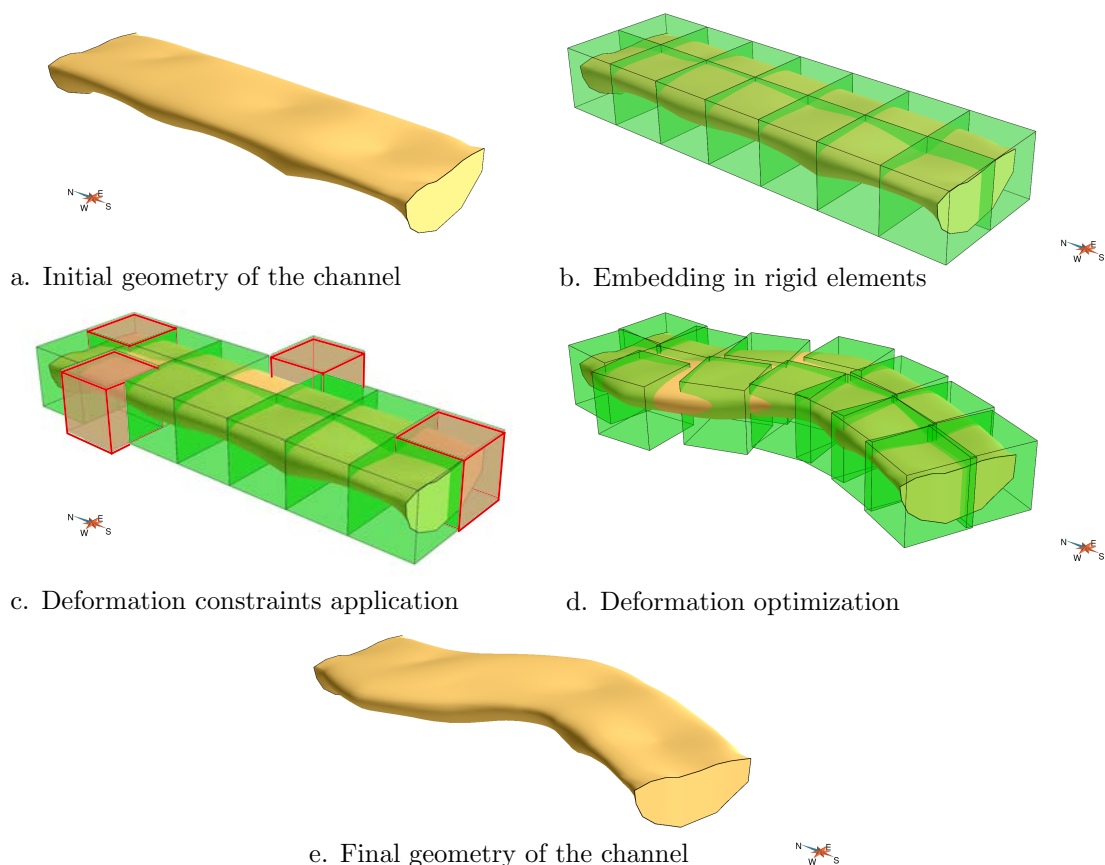 N E
W S
a. Initial geometry of the channel
N E
W S
b. Embedding in rigid elements
N E
W S
c. Deformation constraints application
N E
W S
d. Deformation optimization
e. Final geometry of the channel
N E
W S